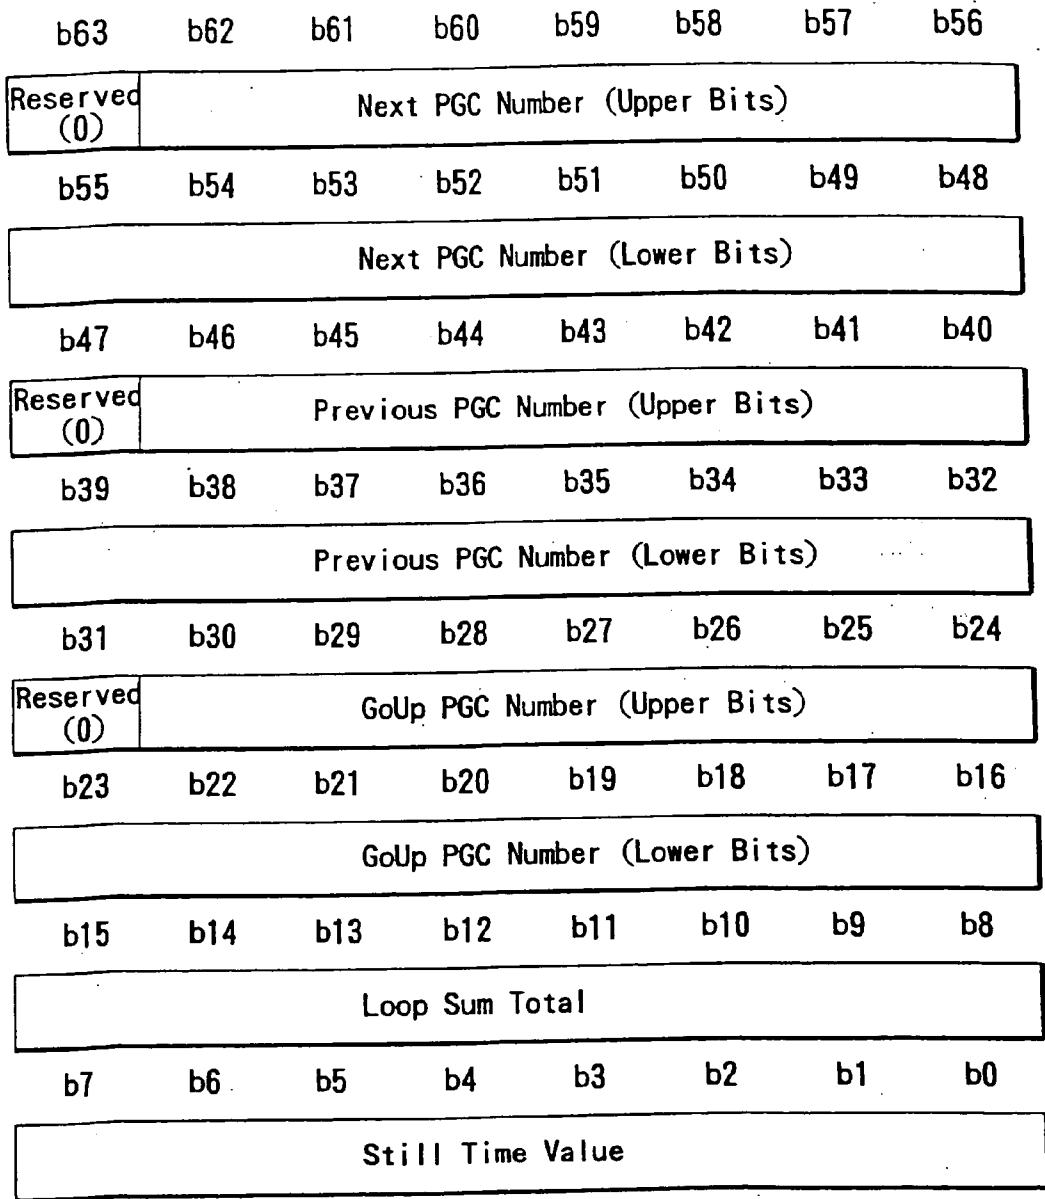 b63 b62 b61 b60 b59 b58 b57 b56
Reserved
(0)
Next PGC Number (Upper Bits)
b55 b54 b53 b52 b51 b50 b49 b48
Next PGC Number (Lower Bits)
b47 b46 b45 b44 b43 b42 b41 b40
Reserved
(0)
Previous PGC Number (Upper Bits)
b39 b38 b37 b36 b35 b34 b33 b32
Previous PGC Number (Lower Bits)
b31 b30 b29 b28 b27 b26 b25 b24
Reserved
(0)
GoUp PGC Number (Upper Bits)
b23 b22 b21 b20 b19 b18 b17 b16
GoUp PGC Number (Lower Bits)
b15 b14 b13 b12 b11 b10 b9 b8
Loop Sum Total
b7 b6 b5 b4 b3 b2 b1 b0
Still Time Value